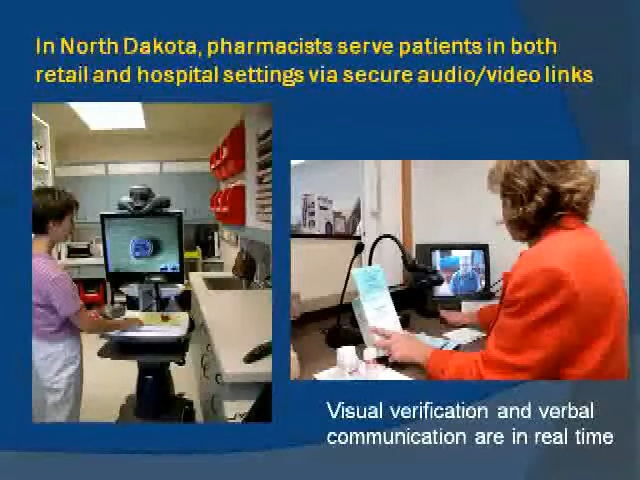 In North Dakota, pharmacists serve patients in both
retail and hospital settings via secure audio/video links
Visual verification and verbal
communication are in real time